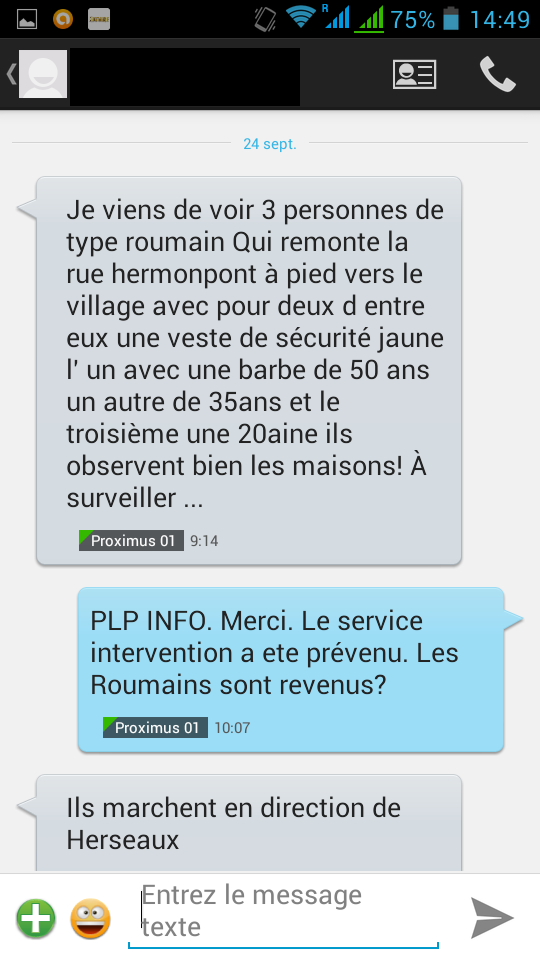 R
75%
14:49
24 sept.
Je viens de voir 3 personnes de
type roumain Qui remonte la
rue hermonpont à pied vers le
village avec pour deux d entre
eux une veste de sécurité jaune
l' un avec une barbe de 50 ans
un autre de 35ans et le
troisième une 20aine ils
observent bien les maisons! À
surveiller ...
Proximus 01 9:14
PLP INFO. Merci. Le service
intervention a ete prévenu. Les
Roumains sont revenus?
Proximus 01 10:07
Ils marchent en direction de
Herseaux
Entrez le message
texte